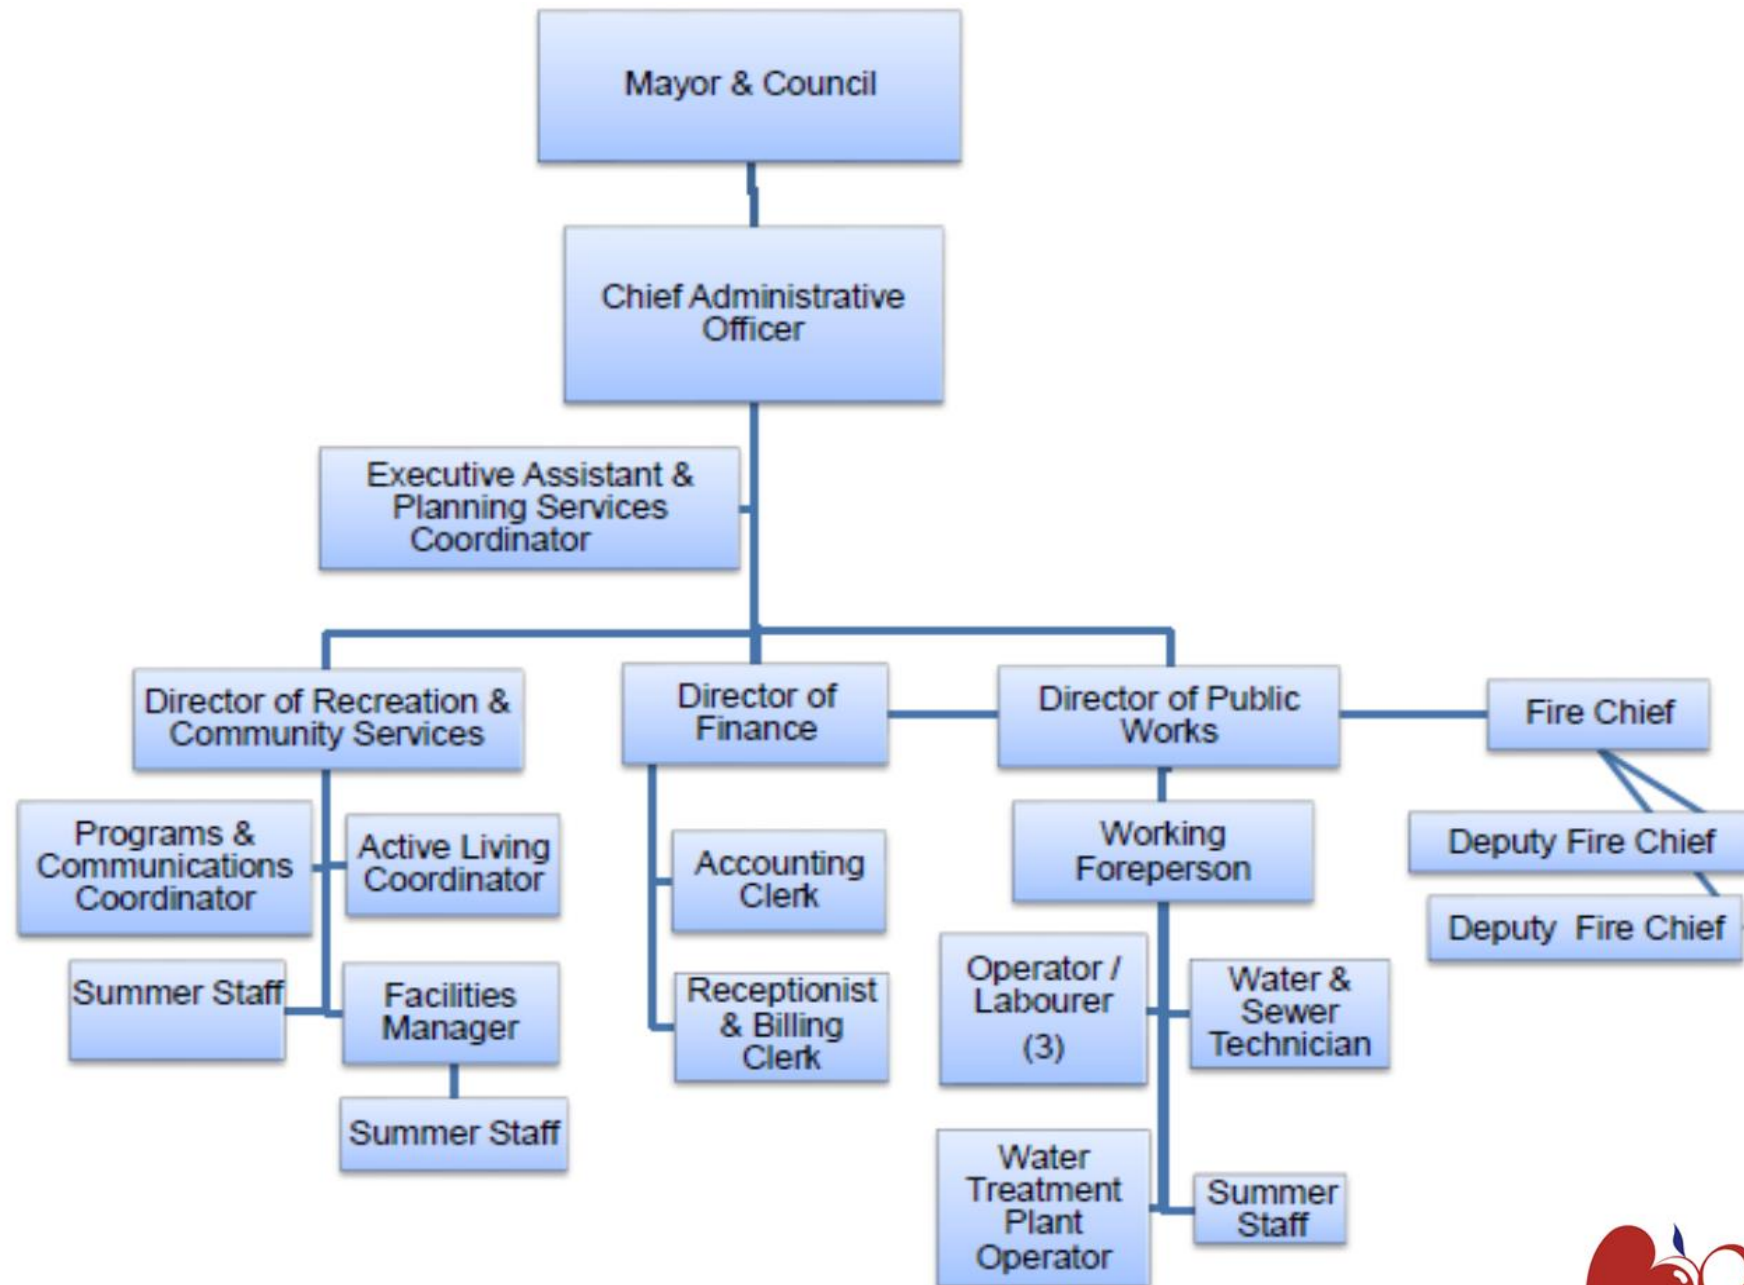 Mayor & Council
Chief Administrative
Officer
Executive Assistant &
Planning Services
Coordinator
Director of Recreation &
Community Services
Director of
Finance
Director of Public
Works
Fire Chief
Programs &
Communications
Coordinator
Active Living
Coordinator
Accounting
Clerk
Working
Foreperson
Deputy Fire Chief
Deputy Fire Chief
Summer Staff
Facilities
Manager
Receptionist
& Billing
Clerk
Operator /
Labourer
(3)
Water &
Sewer
Technician
Summer Staff
Water
Treatment
Plant
Operator
Summer
Staff